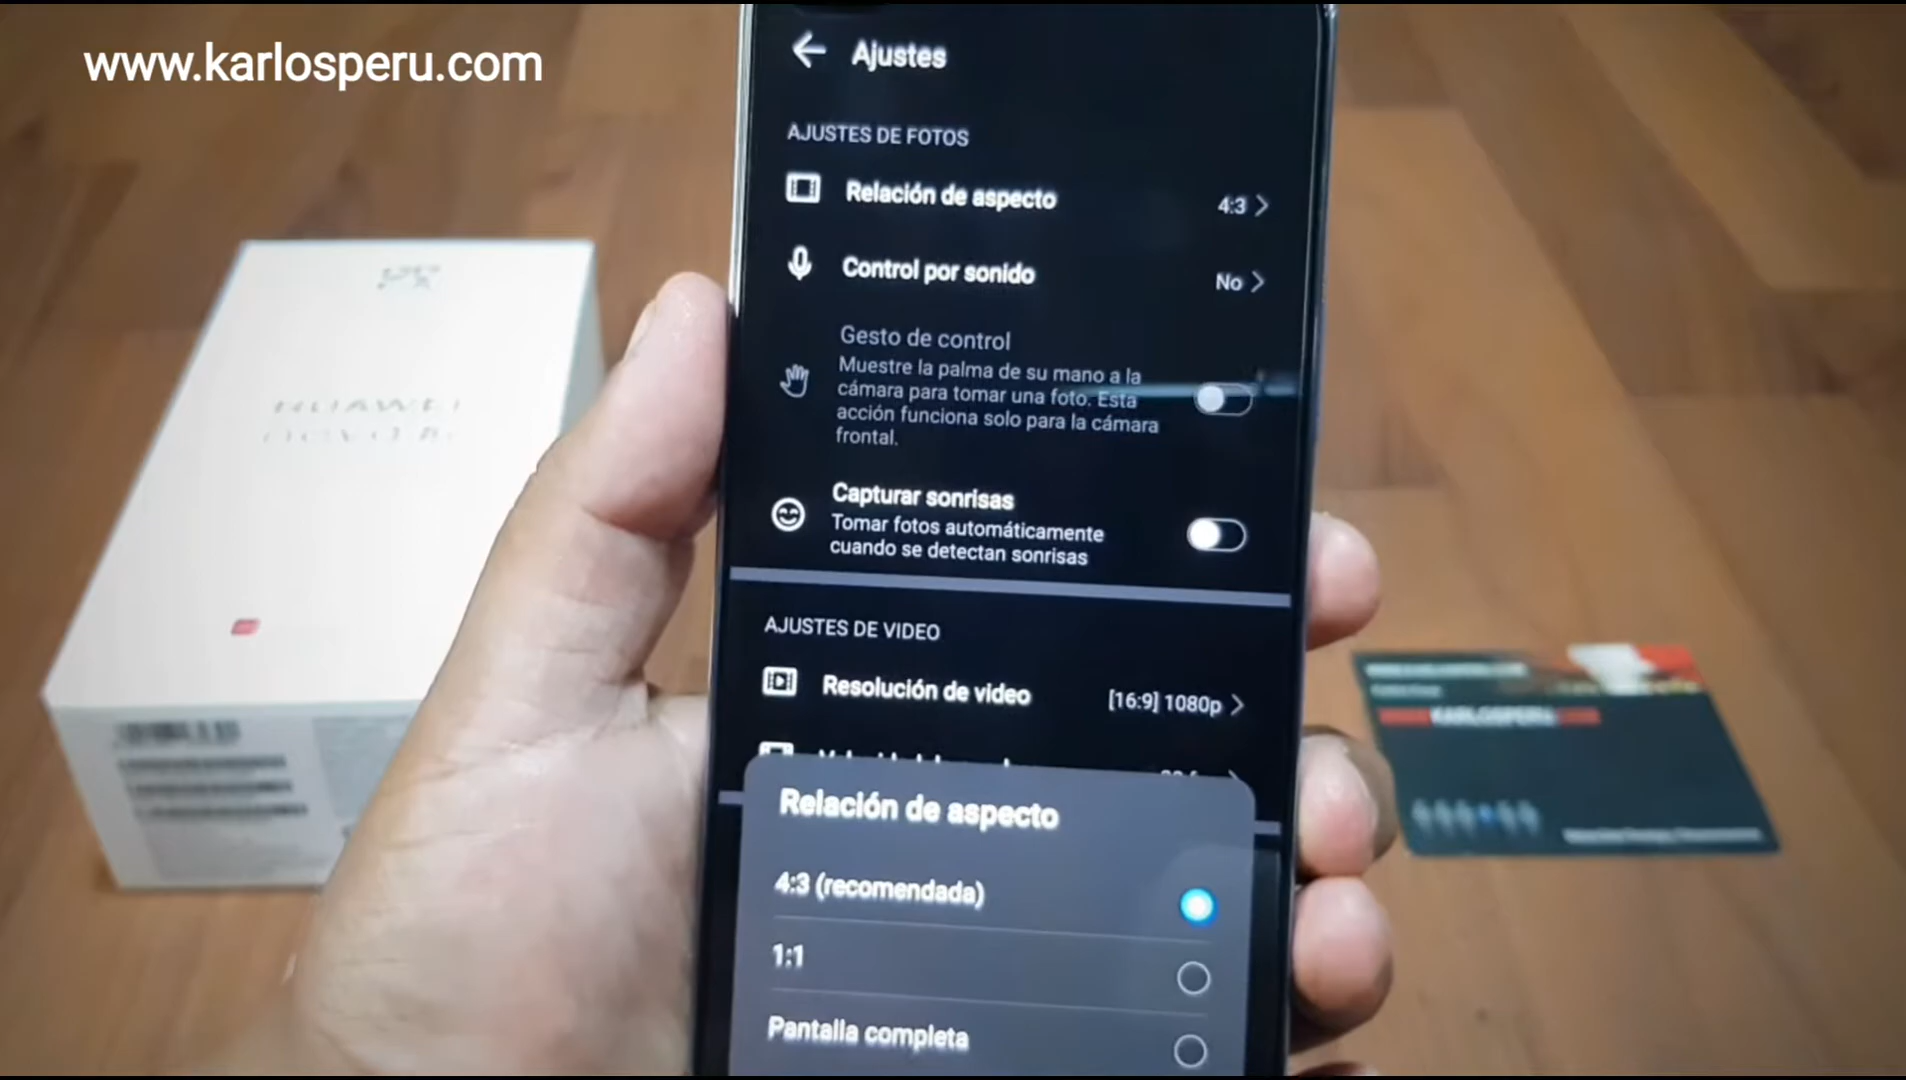 www.karlosperu.com
Ajustes
AJUSTES DE FOTOS
Relación de aspecto
4:3
Control por sonido
No
Gesto de control
Muestre la palma de su mano a la
cámara para tomar una foto. Esta
acción funciona solo para la cámara
frontal.
Capturar sonrisas
Tomar fotos automáticamente
cuando se detectan sonrisas
AJUSTES DE VIDEO
Resolución de video
[16:9] 1080p
Relación de aspecto
4:3 (recomendada)
1:1
Pantalla completa
HUAWEI
KARLOSPERU